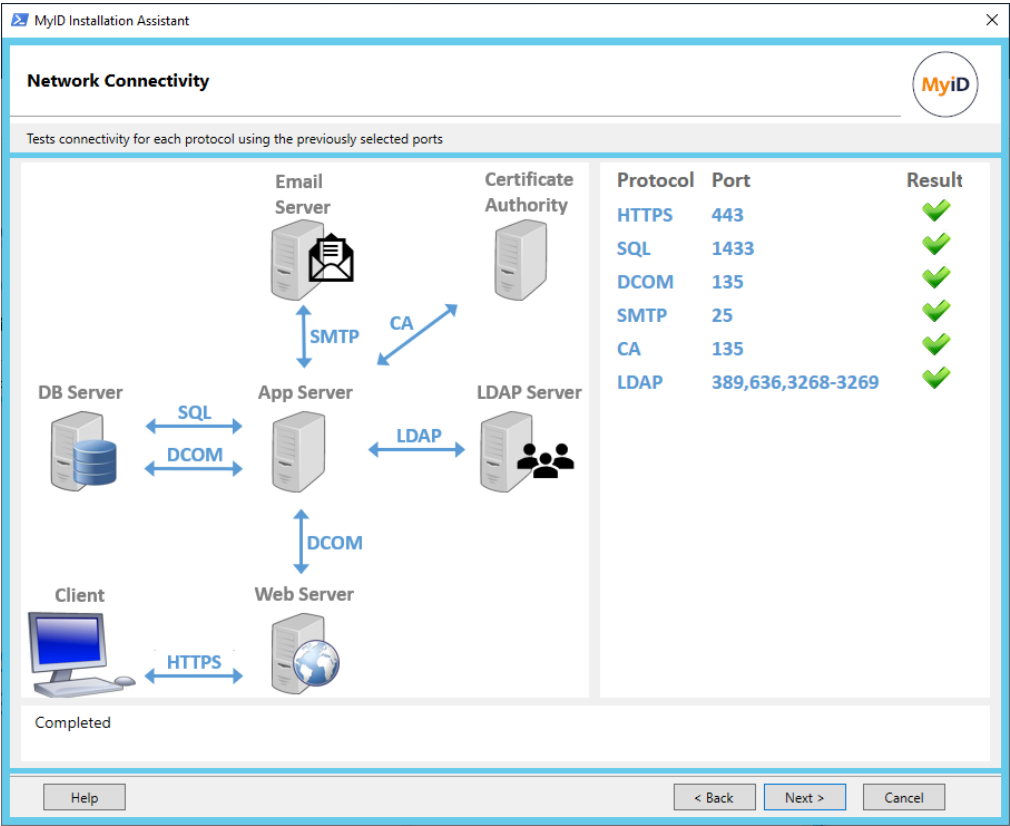 MyID Installation Assistant
Network Connectivity
MyiD
Tests connectivity for each protocol using the previously selected ports
Email
Server
Certificate
Authority
SMTP
CA
DB Server
App Server
LDAP Server
SQL
DCOM
LDAP
DCOM
Client
Web Server
HTTPS
Protocol Port Result
HTTPS 443
SQL 1433
DCOM 135
SMTP 25
CA 135
LDAP 389,636,3268-3269
Completed
Help
< Back
Next >
Cancel